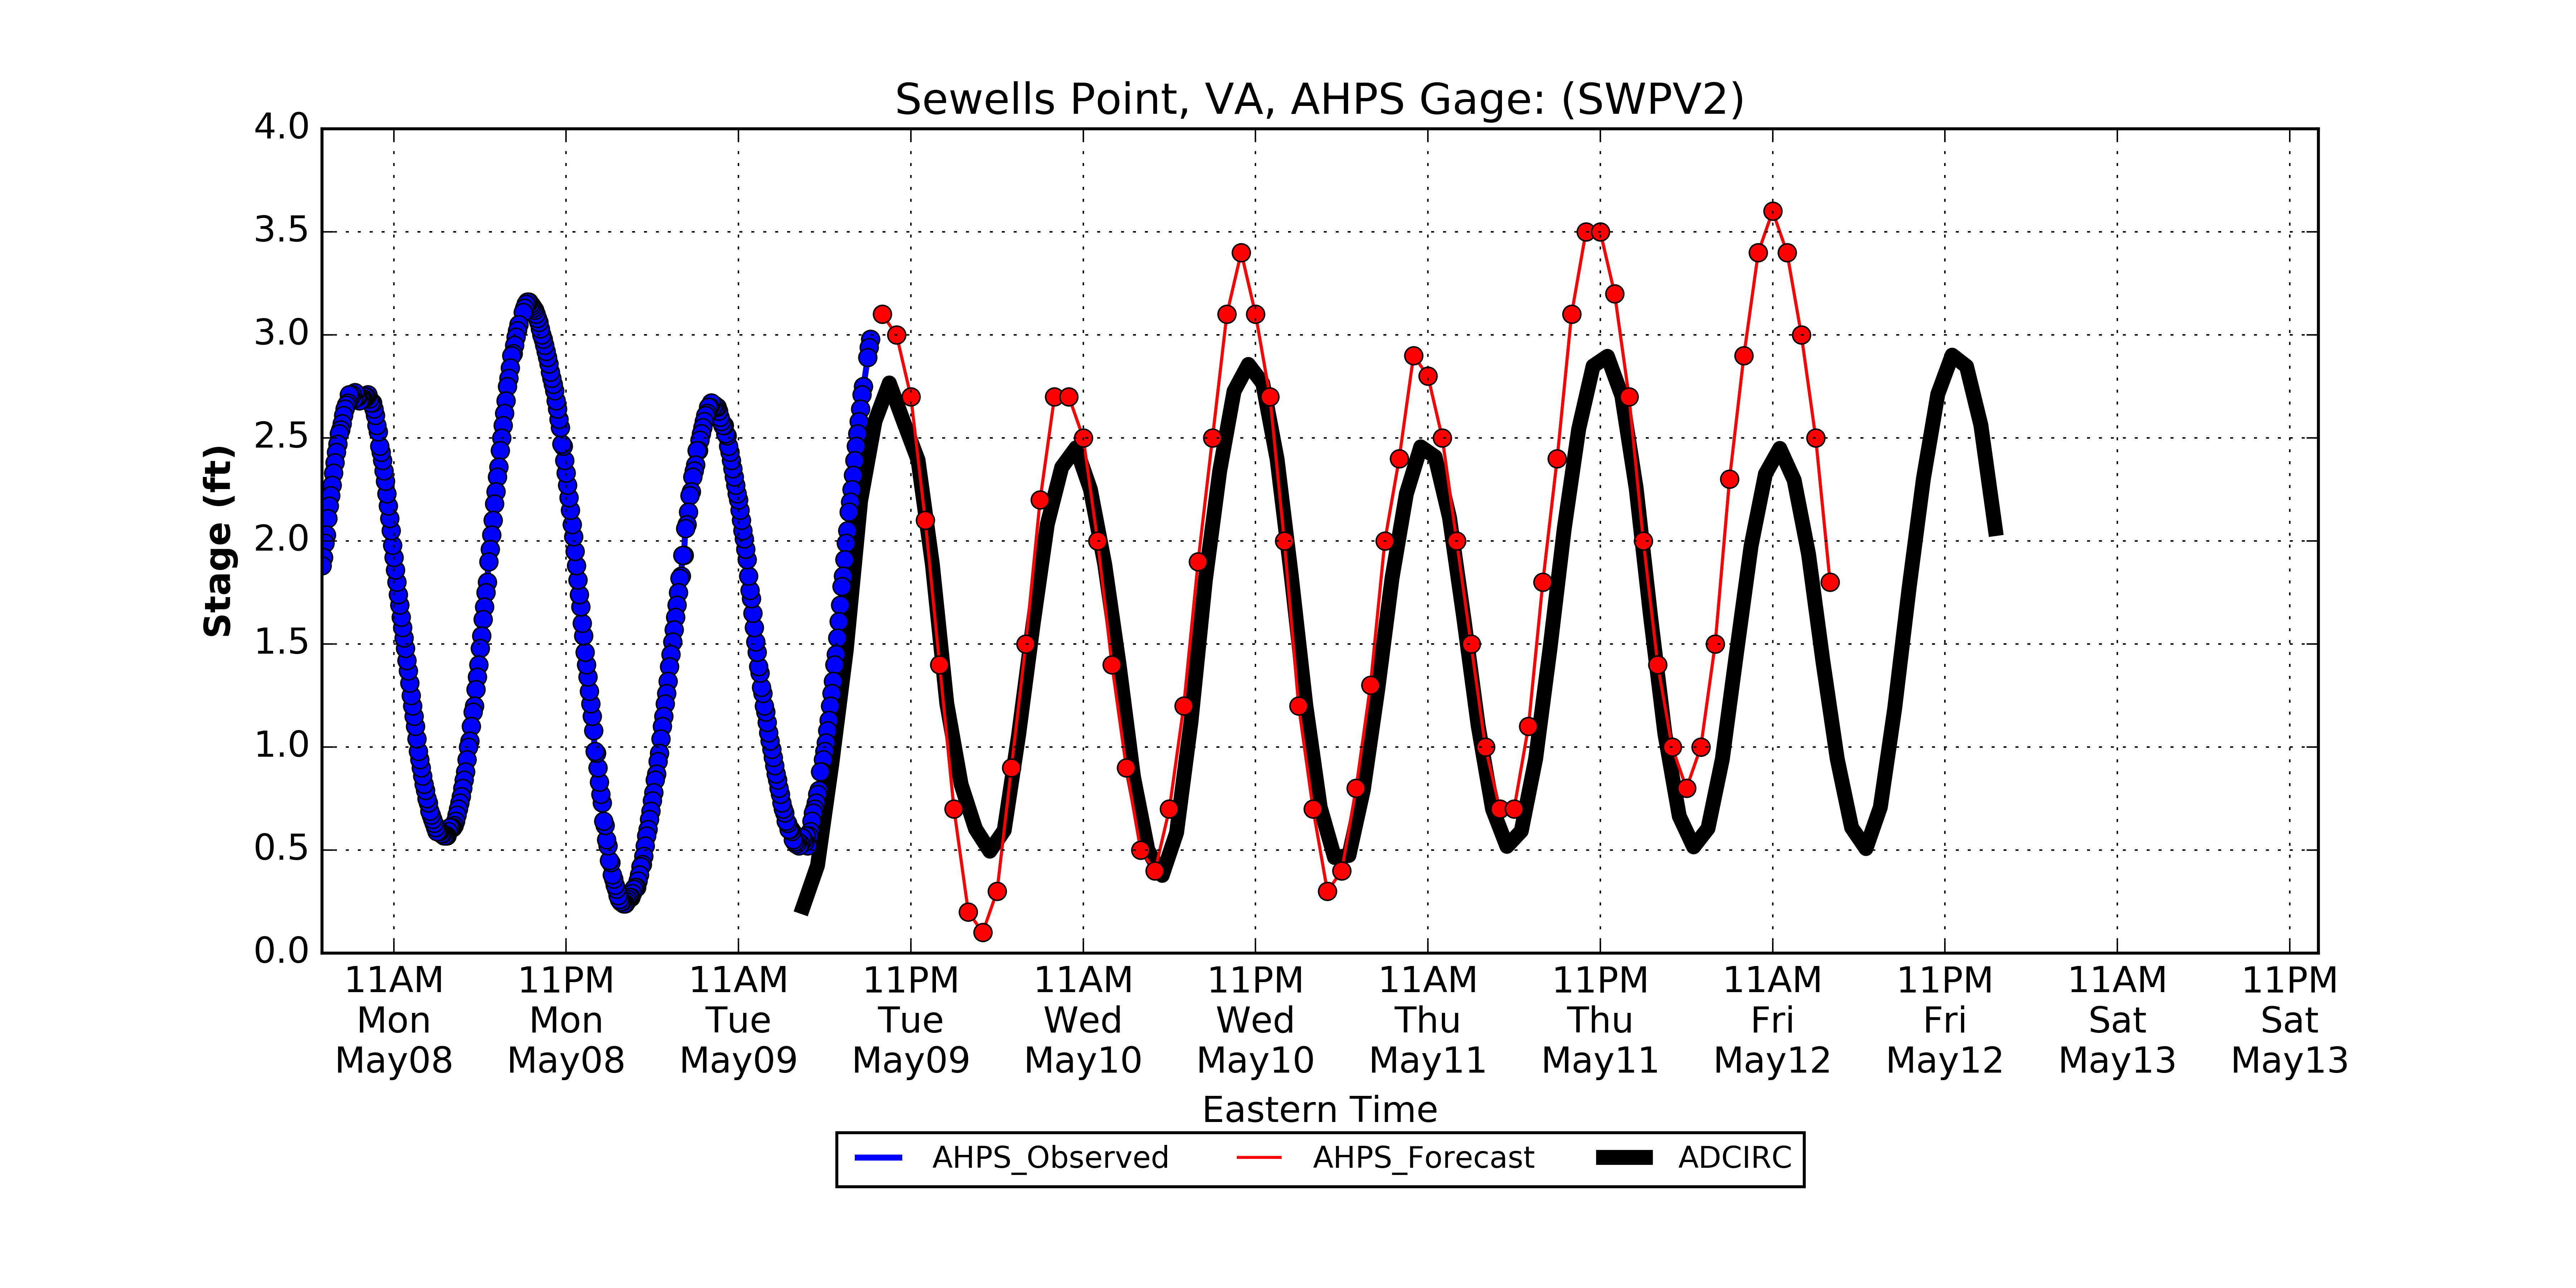 Sewells Point, VA, AHPS Gage: (SWPV2)
Stage (ft)
4.0
3.5
3.0
2.5
2.0
1.5
1.0
0.5
0.0
11AM
Mon
May08
11PM
Mon
May08
11AM
Tue
May09
11PM
Tue
May09
11AM
Wed
May10
11PM
Wed
May10
11AM
Thu
May11
11PM
Thu
May11
11AM
Fri
May12
11PM
Fri
May12
11AM
Sat
May13
11PM
Sat
May13
Eastern Time
AHPS_Observed
AHPS_Forecast
ADCIRC